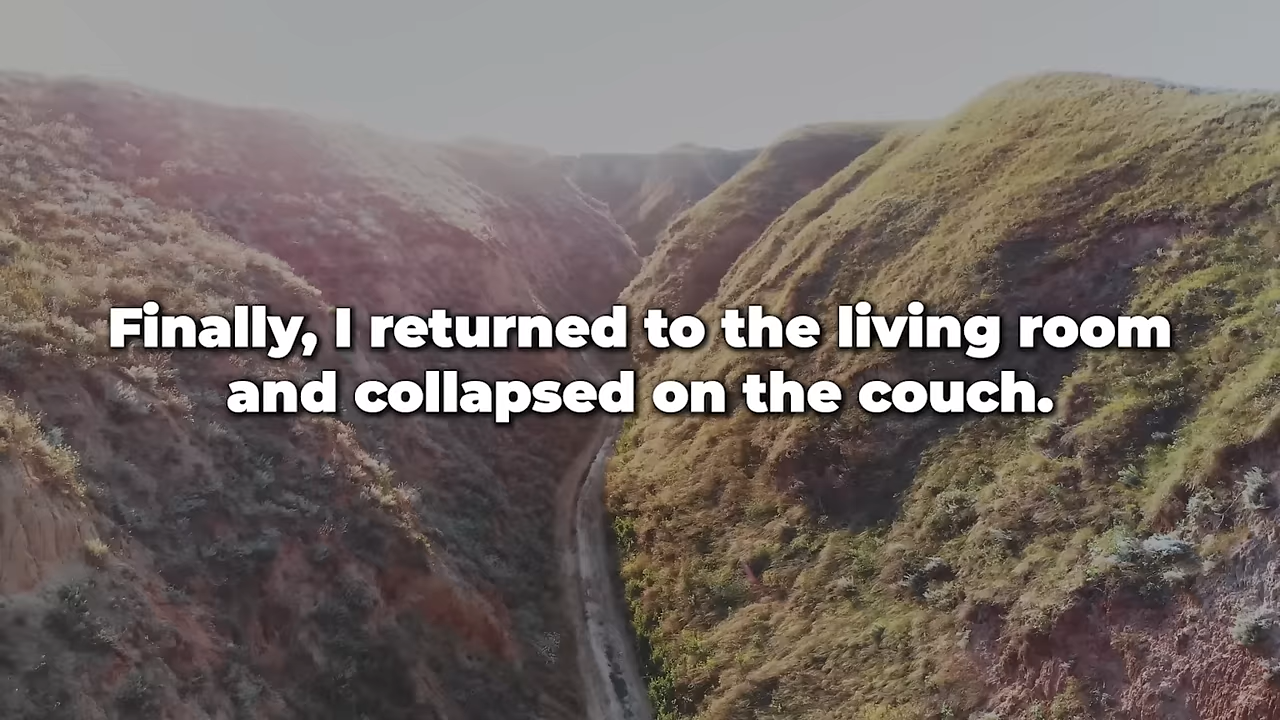 Finally, I returned to the living room
and collapsed on the couch.